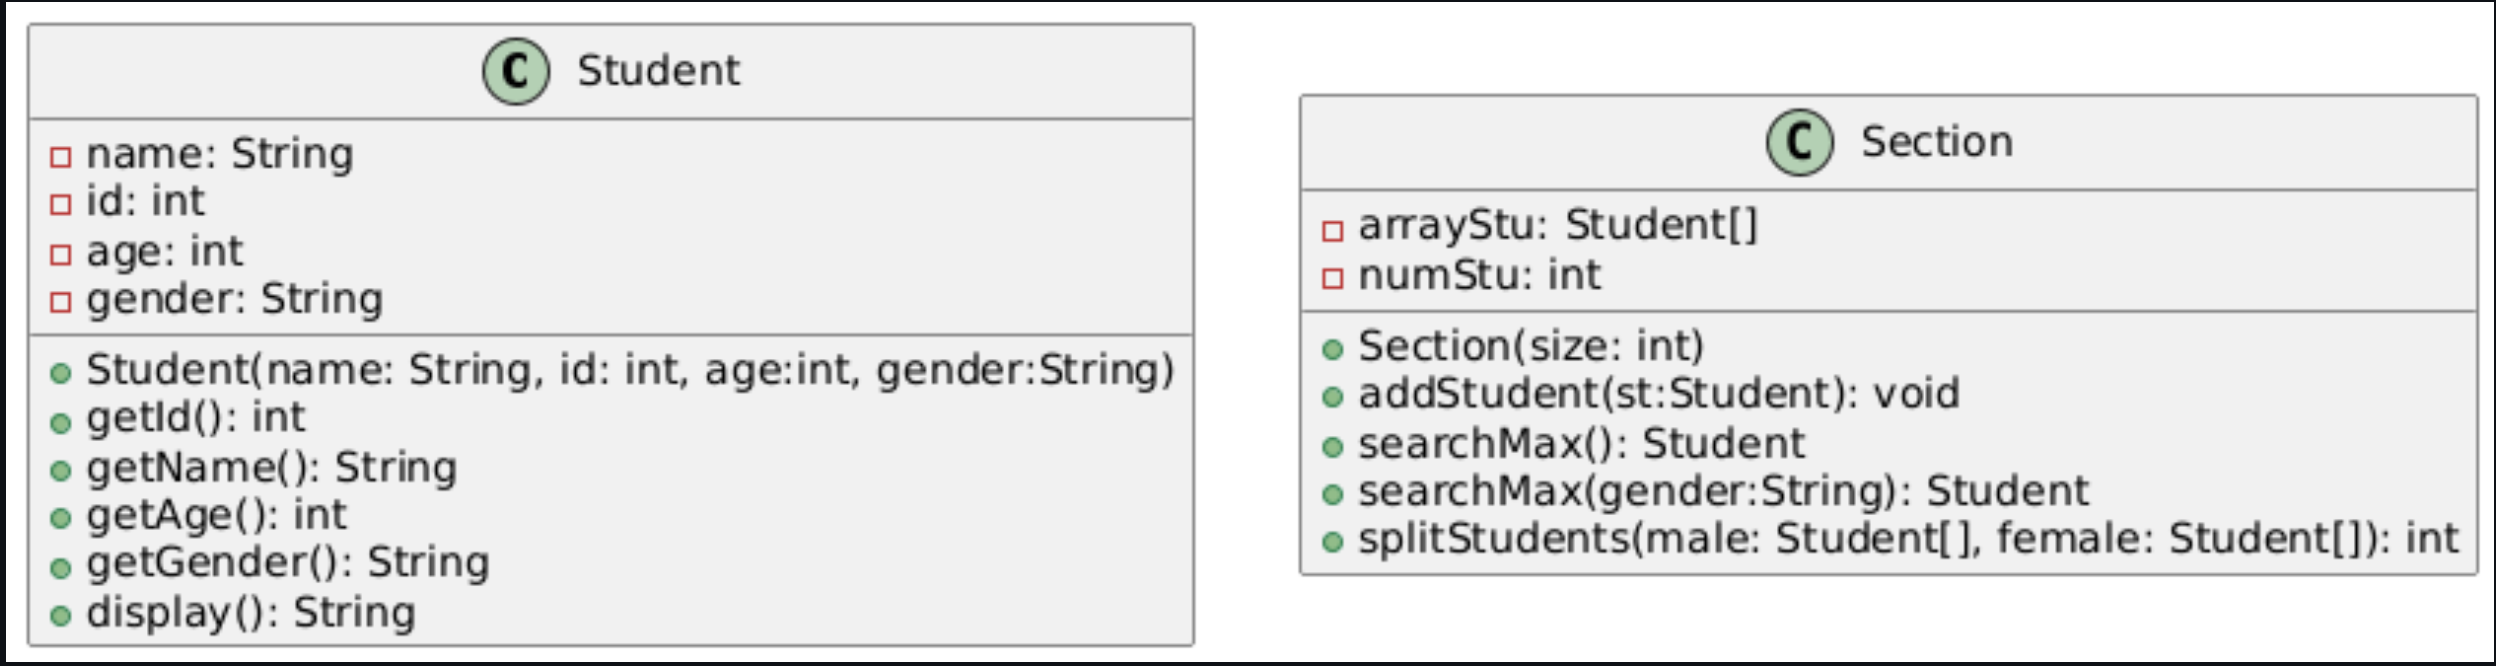 C Student
name: String
id: int
age: int
gender: String
Student(name: String, id: int, age:int, gender:String)
getId(): int
getName(): String
getAge(): int
getGender(): String
display(): String
C Section
arrayStu: Student[]
numStu: int
Section(size: int)
addStudent(st:Student): void
searchMax(): Student
searchMax(gender:String): Student
splitStudents(male: Student[], female: Student[]): int